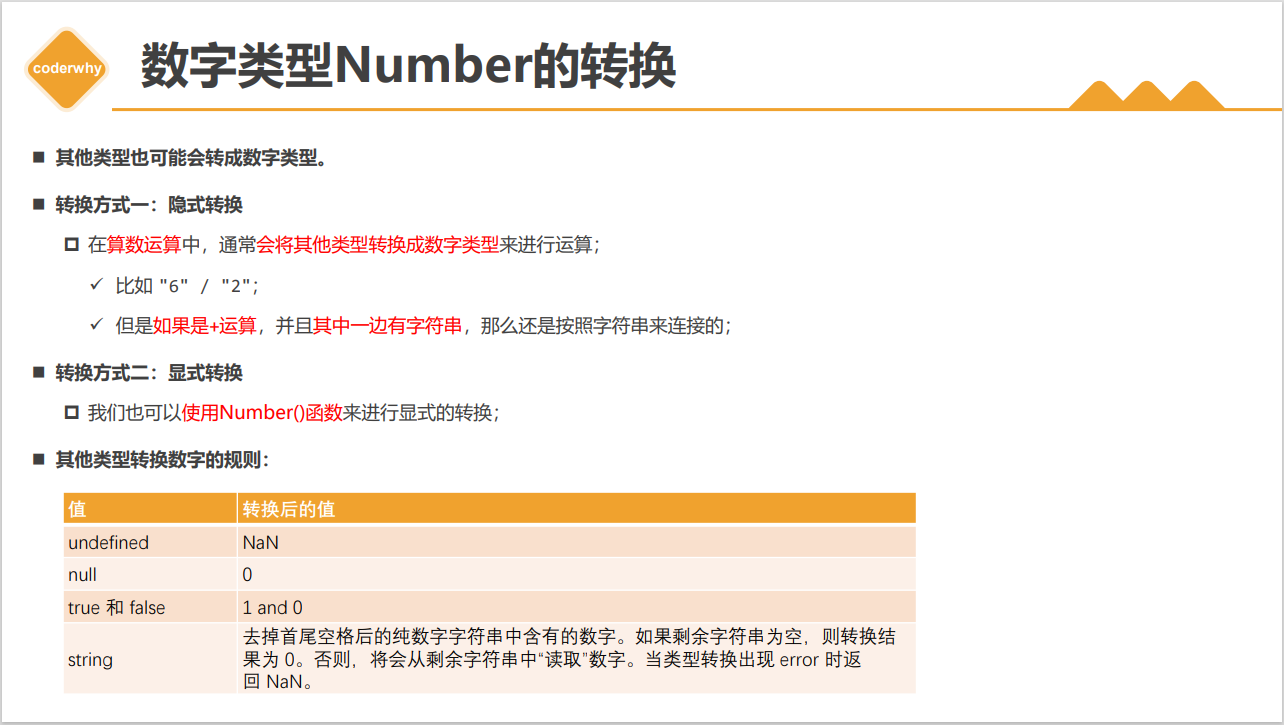 coderwhy
数字类型Number的转换
其他类型也可能会转成数字类型。
转换方式一：隐式转换
在算数运算中，通常会将其他类型转换成数字类型来进行运算；
比如 "6" / "2"；
但是如果是+运算，并且其中一边有字符串，那么还是按照字符串来连接的；
转换方式二：显式转换
我们也可以使用Number()函数来进行显式的转换；
其他类型转换数字的规则：
值 转换后的值
undefined NaN
null 0
true 和 false 1 and 0
string 去掉首尾空格后的纯数字字符串中含有的数字。如果剩余字符串为空，则转换结
果为 0。否则，将会从剩余字符串中“读取”数字。当类型转换出现 error 时返
回 NaN。